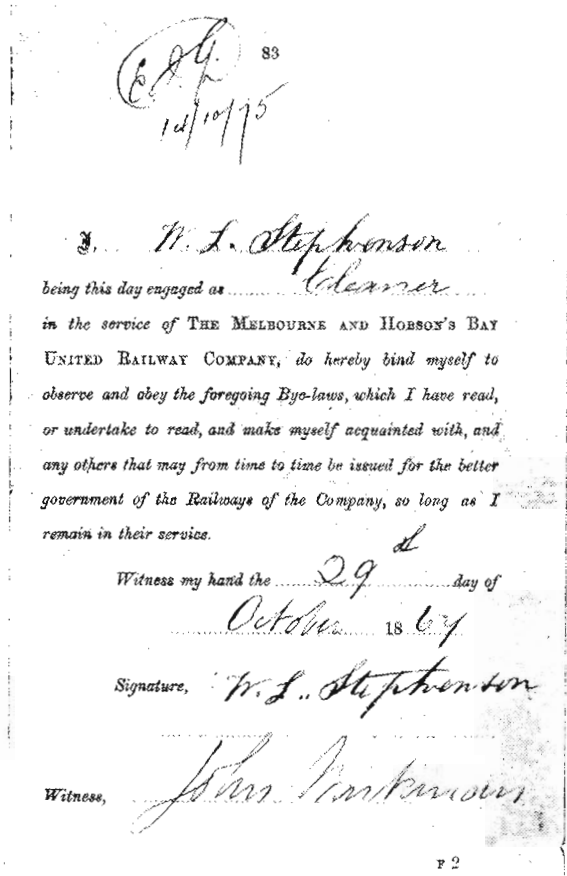 83
14/10/75
I, W. L. Stephenson
being this day engaged as Cleaner
in the service of THE MELBOURNE AND HOBSON'S BAY
UNITED RAILWAY COMPANY, do hereby bind myself to
observe and obey the foregoing Bye-laws, which I have read,
or undertake to read, and make myself acquainted with, and
any others that may from time to time be issued for the better
government of the Railways of the Company, so long as I
remain in their service.
Witness my hand the 29 day of
October 18
Signature, W. L. Stephenson
Witness, John
F 2